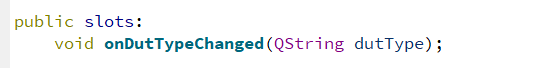 public slots:
    void onDutTypeChanged(QString dutType);